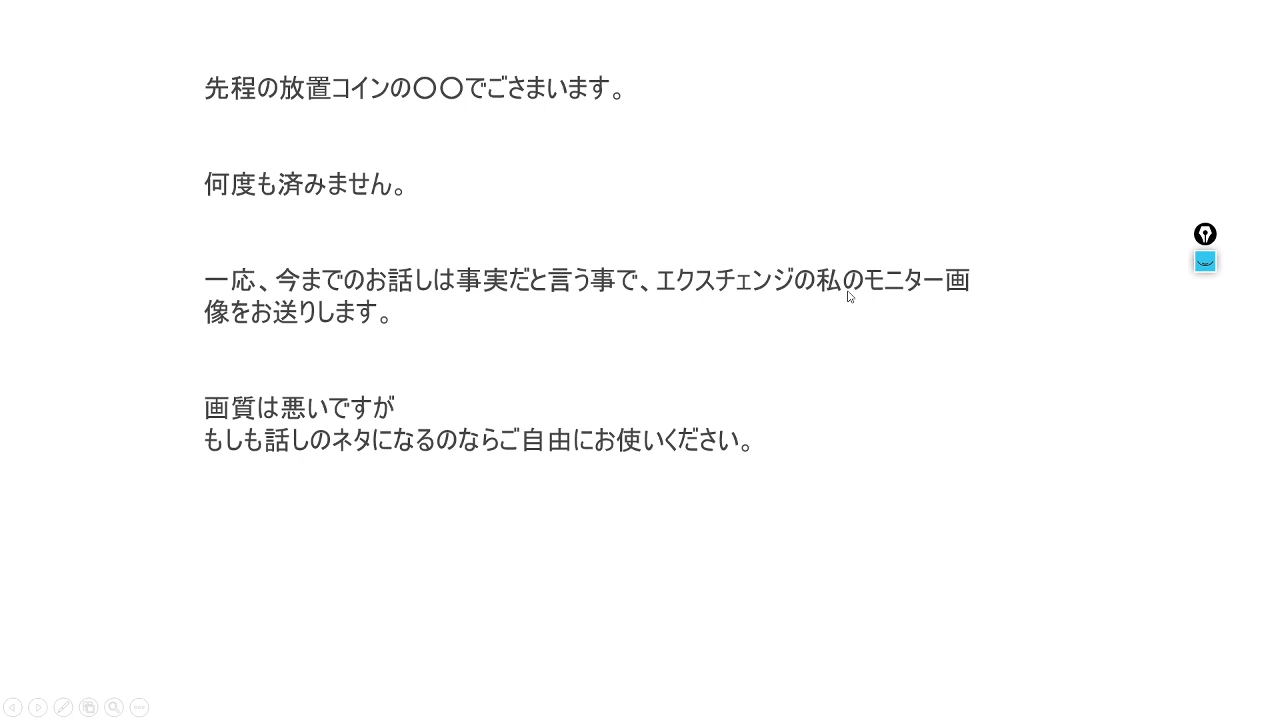 先程の放置コインの〇〇でごさまいます。
何度も済みません。
一応、今までのお話しは事実だと言う事で、エクスチェンジの私のモニター画
像をお送りします。
画質は悪いですが
もしも話しのネタになるのならご自由にお使いください。